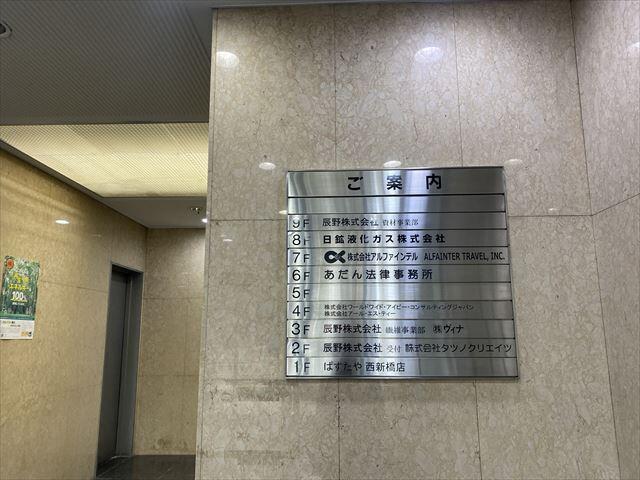 ご案内
9F 辰野株式会社 資材事業部
8F 日鉱液化ガス株式会社
7F 株式会社アルファインテル ALFAINTER TRAVEL, INC.
6F あだん法律事務所
5F
4F 株式会社ワールドワイド・アイピー・コンサルティングジャパン
株式会社アール・エス・ティー
3F 辰野株式会社 繊維事業部 ㈱ヴィナ
2F 辰野株式会社 受付 株式会社タツノクリエイツ
1F ぱすたや 西新橋店
100%